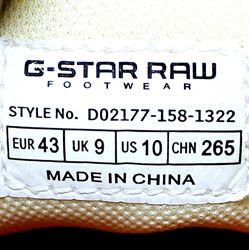 G-STAR RAW
FOOTWEAR
STYLE No. D02177-158-1322
EUR 43 UK 9 US 10 CHN 265
MADE IN CHINA